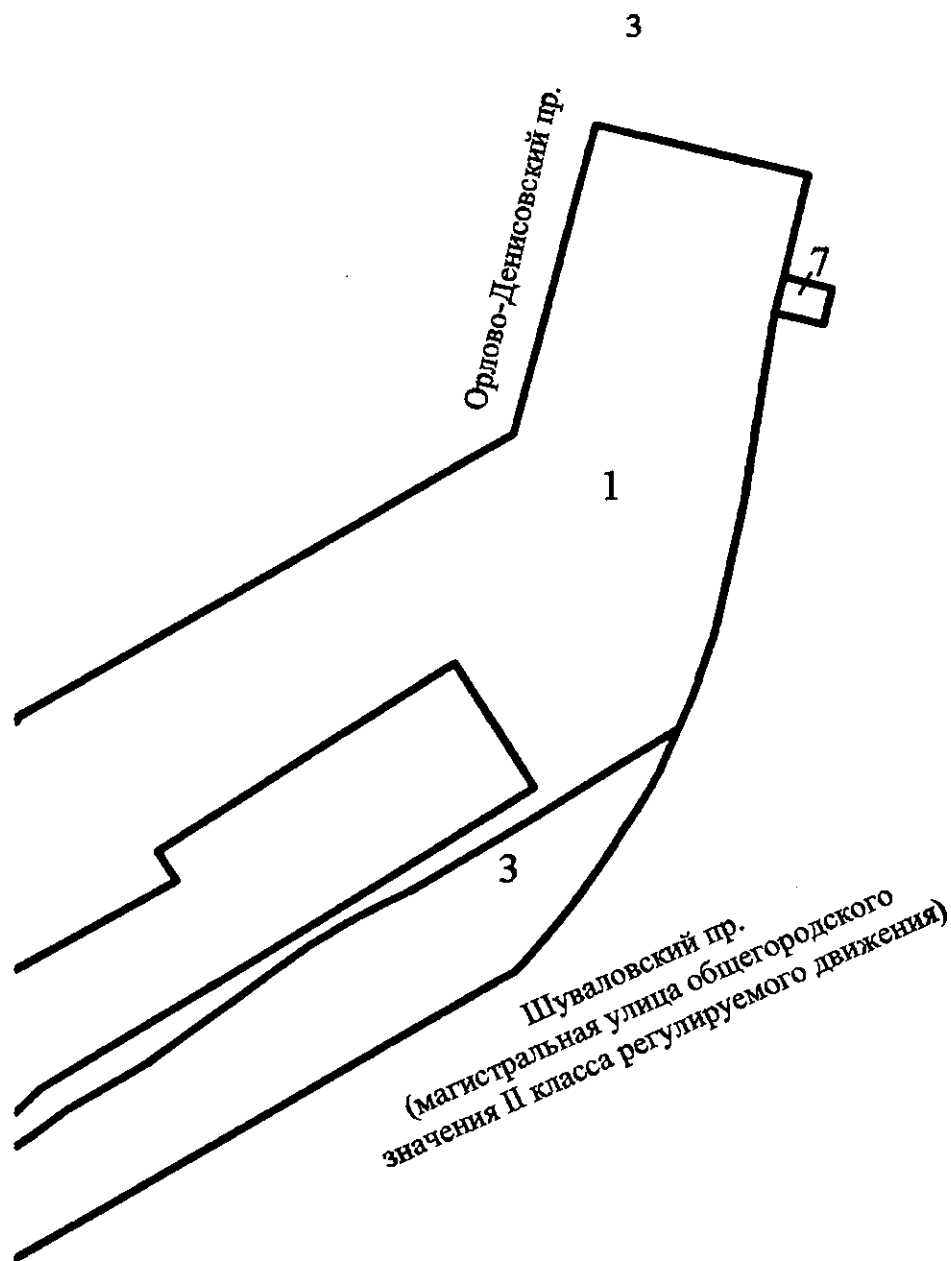 3
Орлово-Денисовский пр.
7
1
3
Шуваловский пр.
(магистральная улица общегородского
значения II класса регулируемого движения)